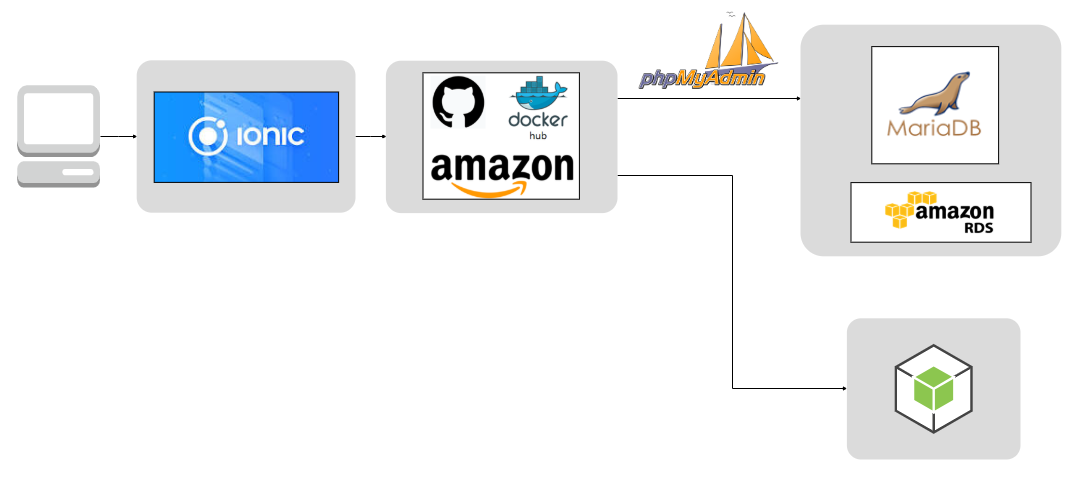 IONIC
docker
hub
amazon
phpMyAdmin
MariaDB
amazon
RDS